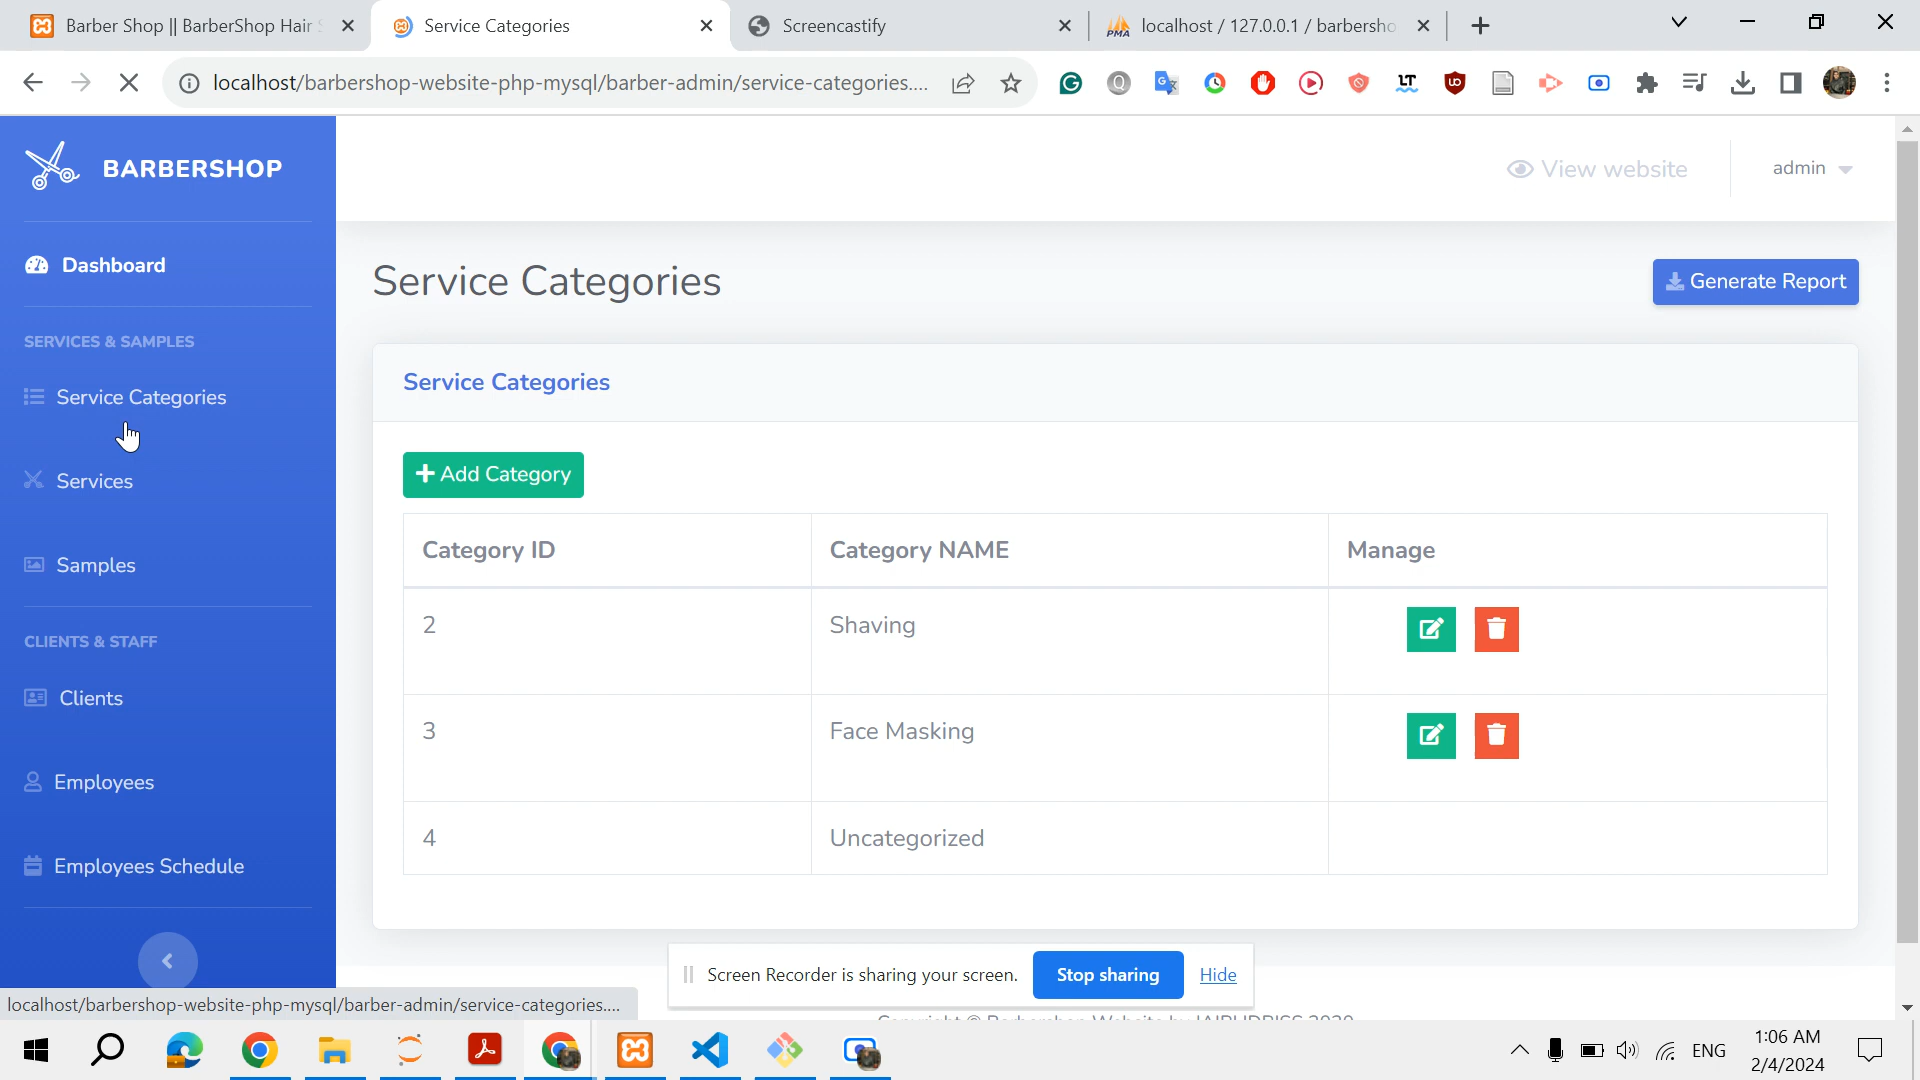 Barber Shop || BarberShop Hair
Service Categories
Screencastify
localhost / 127.0.0.1 / barbersho
localhost/barbershop-website-php-mysql/barber-admin/service-categories....
BARBERSHOP
View website
admin
Dashboard
Service Categories
Generate Report
SERVICES & SAMPLES
Service Categories
Service Categories
Services
Add Category
Category ID
Category NAME
Manage
Samples
2
Shaving
CLIENTS & STAFF
Clients
3
Face Masking
Employees
4
Uncategorized
Employees Schedule
Screen Recorder is sharing your screen.
Stop sharing
Hide
localhost/barbershop-website-php-mysql/barber-admin/service-categories....
ENG
1:06 AM
2/4/2024